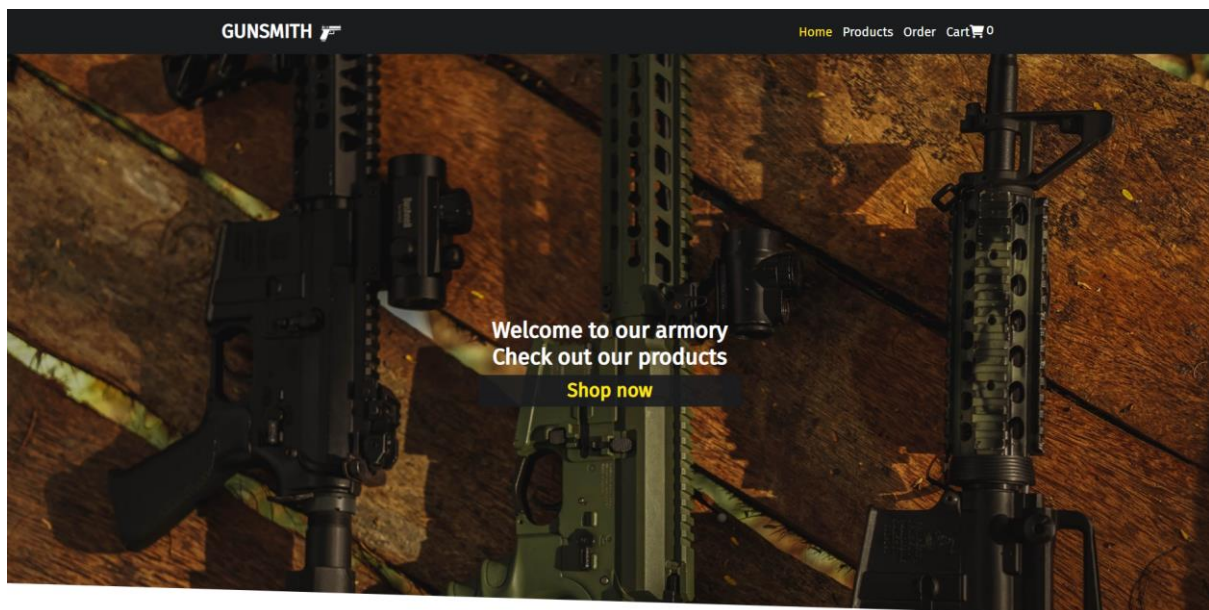 GUNSMITH
Home Products Order Cart 0
Welcome to our armory
Check out our products
Shop now